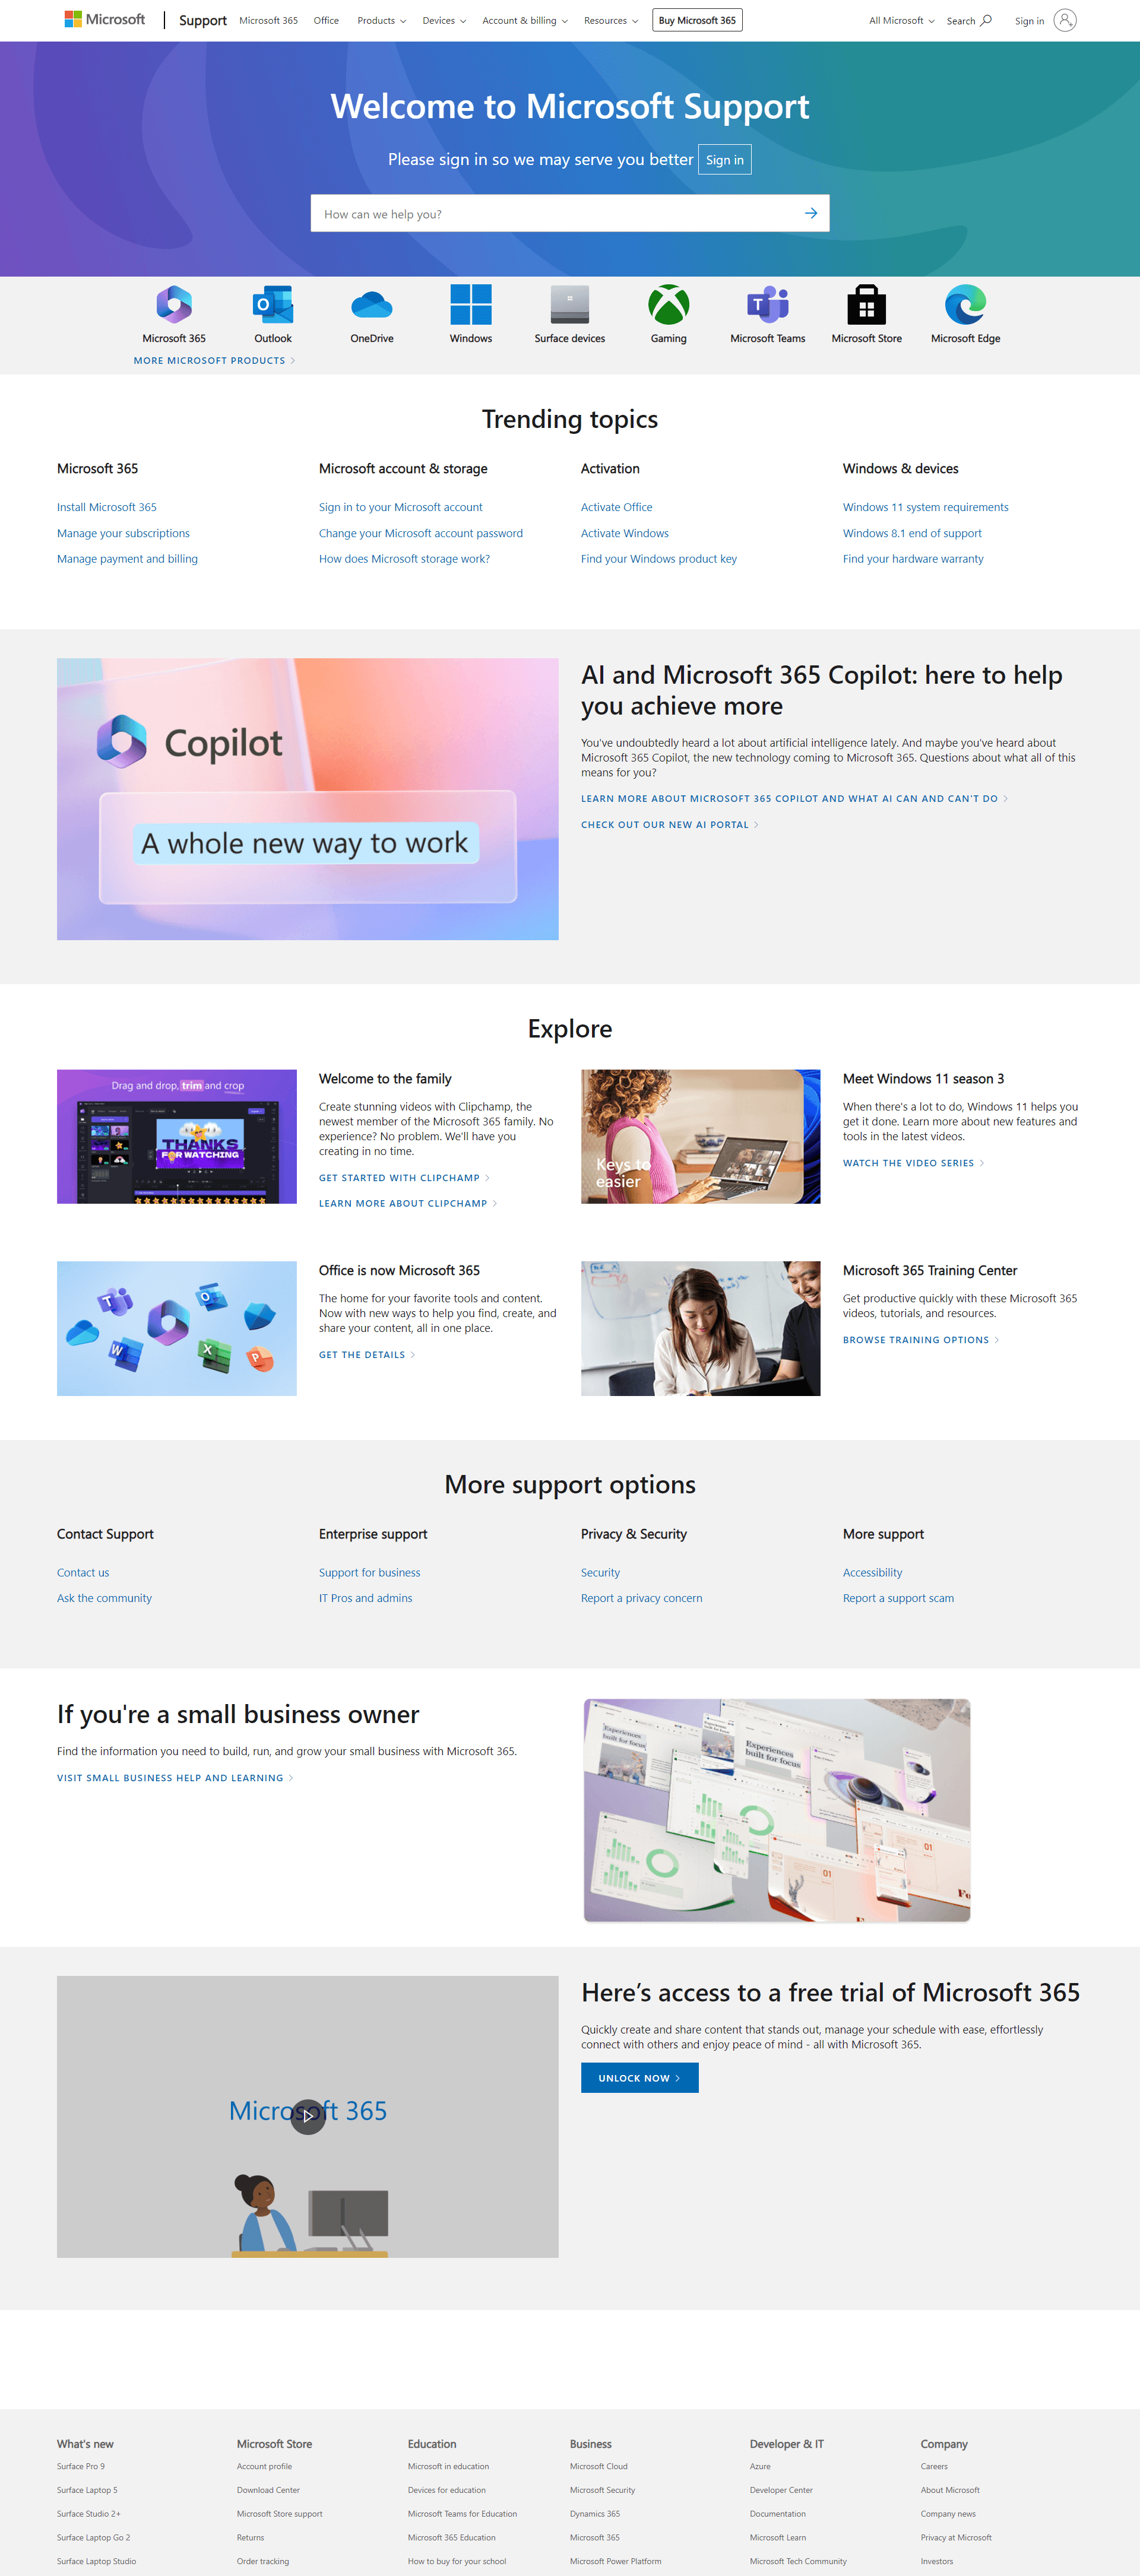 Microsoft
Support
Microsoft 365
Office
Products
Devices
Account & billing
Resources
Buy Microsoft 365
All Microsoft
Search
Sign in
Welcome to Microsoft Support
Please sign in so we may serve you better Sign in
How can we help you?
Microsoft 365
Outlook
OneDrive
Windows
Surface devices
Gaming
Microsoft Teams
Microsoft Store
Microsoft Edge
MORE MICROSOFT PRODUCTS
Trending topics
Microsoft 365
Install Microsoft 365
Manage your subscriptions
Manage payment and billing
Microsoft account & storage
Sign in to your Microsoft account
Change your Microsoft account password
How does Microsoft storage work?
Activation
Activate Office
Activate Windows
Find your Windows product key
Windows & devices
Windows 11 system requirements
Windows 8.1 end of support
Find your hardware warranty
Copilot
A whole new way to work
AI and Microsoft 365 Copilot: here to help
you achieve more
You've undoubtedly heard a lot about artificial intelligence lately. And maybe you've heard about
Microsoft 365 Copilot, the new technology coming to Microsoft 365. Questions about what all of this
means for you?
LEARN MORE ABOUT MICROSOFT 365 COPILOT AND WHAT AI CAN AND CAN'T DO
CHECK OUT OUR NEW AI PORTAL
Explore
Drag and drop, trim and crop
THANKS
FOR WATCHING
Welcome to the family
Create stunning videos with Clipchamp, the
newest member of the Microsoft 365 family. No
experience? No problem. We'll have you
creating in no time.
GET STARTED WITH CLIPCHAMP
LEARN MORE ABOUT CLIPCHAMP
Keys to
easier
Meet Windows 11 season 3
When there's a lot to do, Windows 11 helps you
get it done. Learn more about new features and
tools in the latest videos.
WATCH THE VIDEO SERIES
Office is now Microsoft 365
The home for your favorite tools and content.
Now with new ways to help you find, create, and
share your content, all in one place.
GET THE DETAILS
Microsoft 365 Training Center
Get productive quickly with these Microsoft 365
videos, tutorials, and resources.
BROWSE TRAINING OPTIONS
More support options
Contact Support
Contact us
Ask the community
Enterprise support
Support for business
IT Pros and admins
Privacy & Security
Security
Report a privacy concern
More support
Accessibility
Report a support scam
If you're a small business owner
Find the information you need to build, run, and grow your small business with Microsoft 365.
VISIT SMALL BUSINESS HELP AND LEARNING
Experiences
built for focus
Experiences
built for focus
01
01
Microsoft 365
Here's access to a free trial of Microsoft 365
Quickly create and share content that stands out, manage your schedule with ease, effortlessly
connect with others and enjoy peace of mind - all with Microsoft 365.
UNLOCK NOW
What's new
Surface Pro 9
Surface Laptop 5
Surface Studio 2+
Surface Laptop Go 2
Surface Laptop Studio
Microsoft Store
Account profile
Download Center
Microsoft Store support
Returns
Order tracking
Education
Microsoft in education
Devices for education
Microsoft Teams for Education
Microsoft 365 Education
How to buy for your school
Business
Microsoft Cloud
Microsoft Security
Dynamics 365
Microsoft 365
Microsoft Power Platform
Developer & IT
Azure
Developer Center
Documentation
Microsoft Learn
Microsoft Tech Community
Company
Careers
About Microsoft
Company news
Privacy at Microsoft
Investors